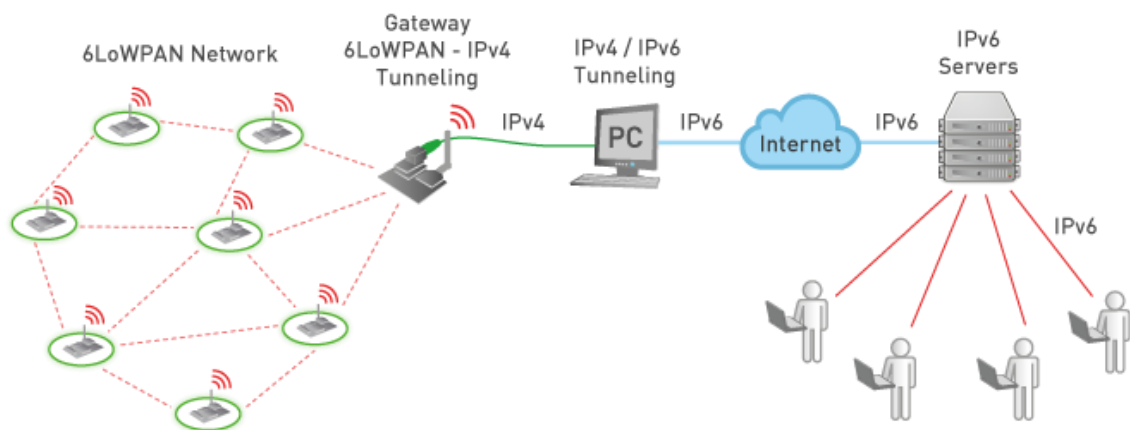 6LoWPAN Network
Gateway
6LoWPAN - IPv4
Tunneling
IPv4 / IPv6
Tunneling
IPv6
Servers
IPv4
PC
IPv6
Internet
IPv6
IPv6